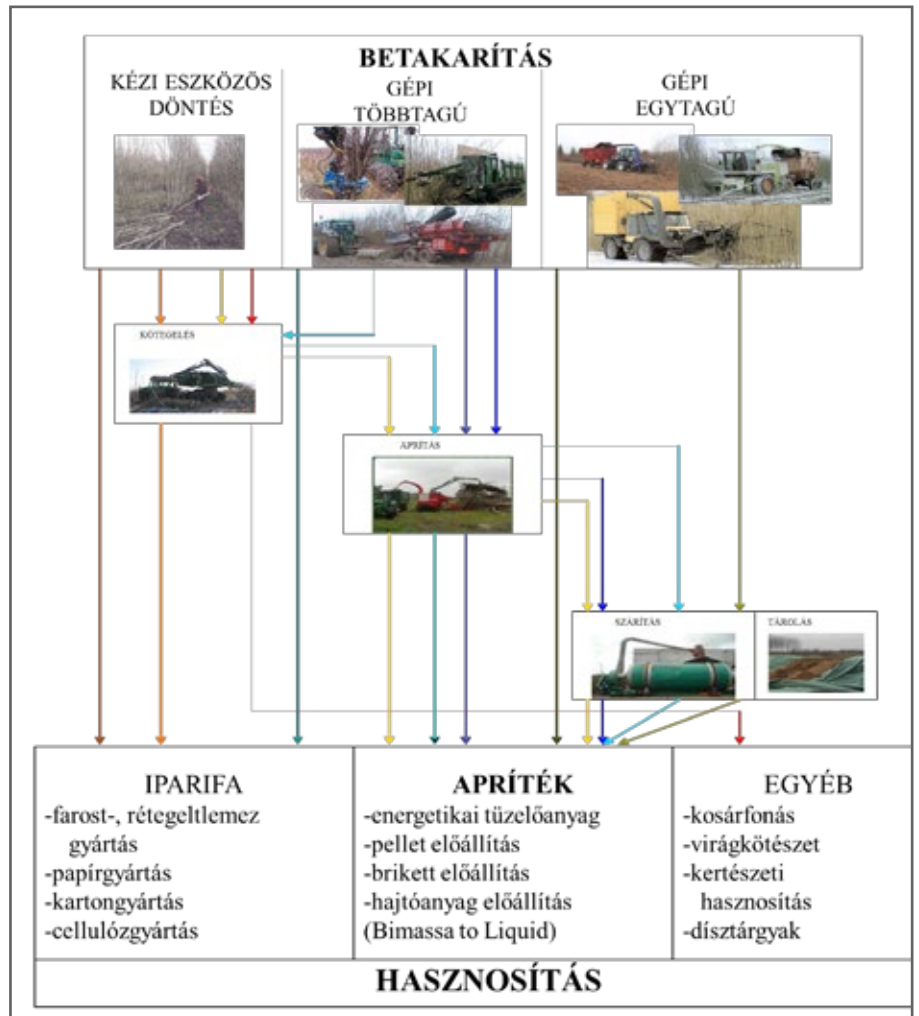 BETAKARÍTÁS
KÉZI ESZKÖZÖS
DÖNTÉS
GÉPI
TÖBBTAGÚ
GÉPI
EGYTAGÚ
KÖTEGELÉS
APRÍTÁS
SZÁRÍTÁS
TÁROLÁS
IPARIFA
-farost-, rétegeltlemez
gyártás
-papírgyártás
-kartongyártás
-cellulózgyártás
APRÍTÉK
-energetikai tüzelőanyag
-pellet előállítás
-brikett előállítás
-hajtóanyag előállítás
(Bimassa to Liquid)
EGYÉB
-kosárfonás
-virágkötészet
-kertészeti
hasznosítás
-dísztárgyak
HASZNOSÍTÁS